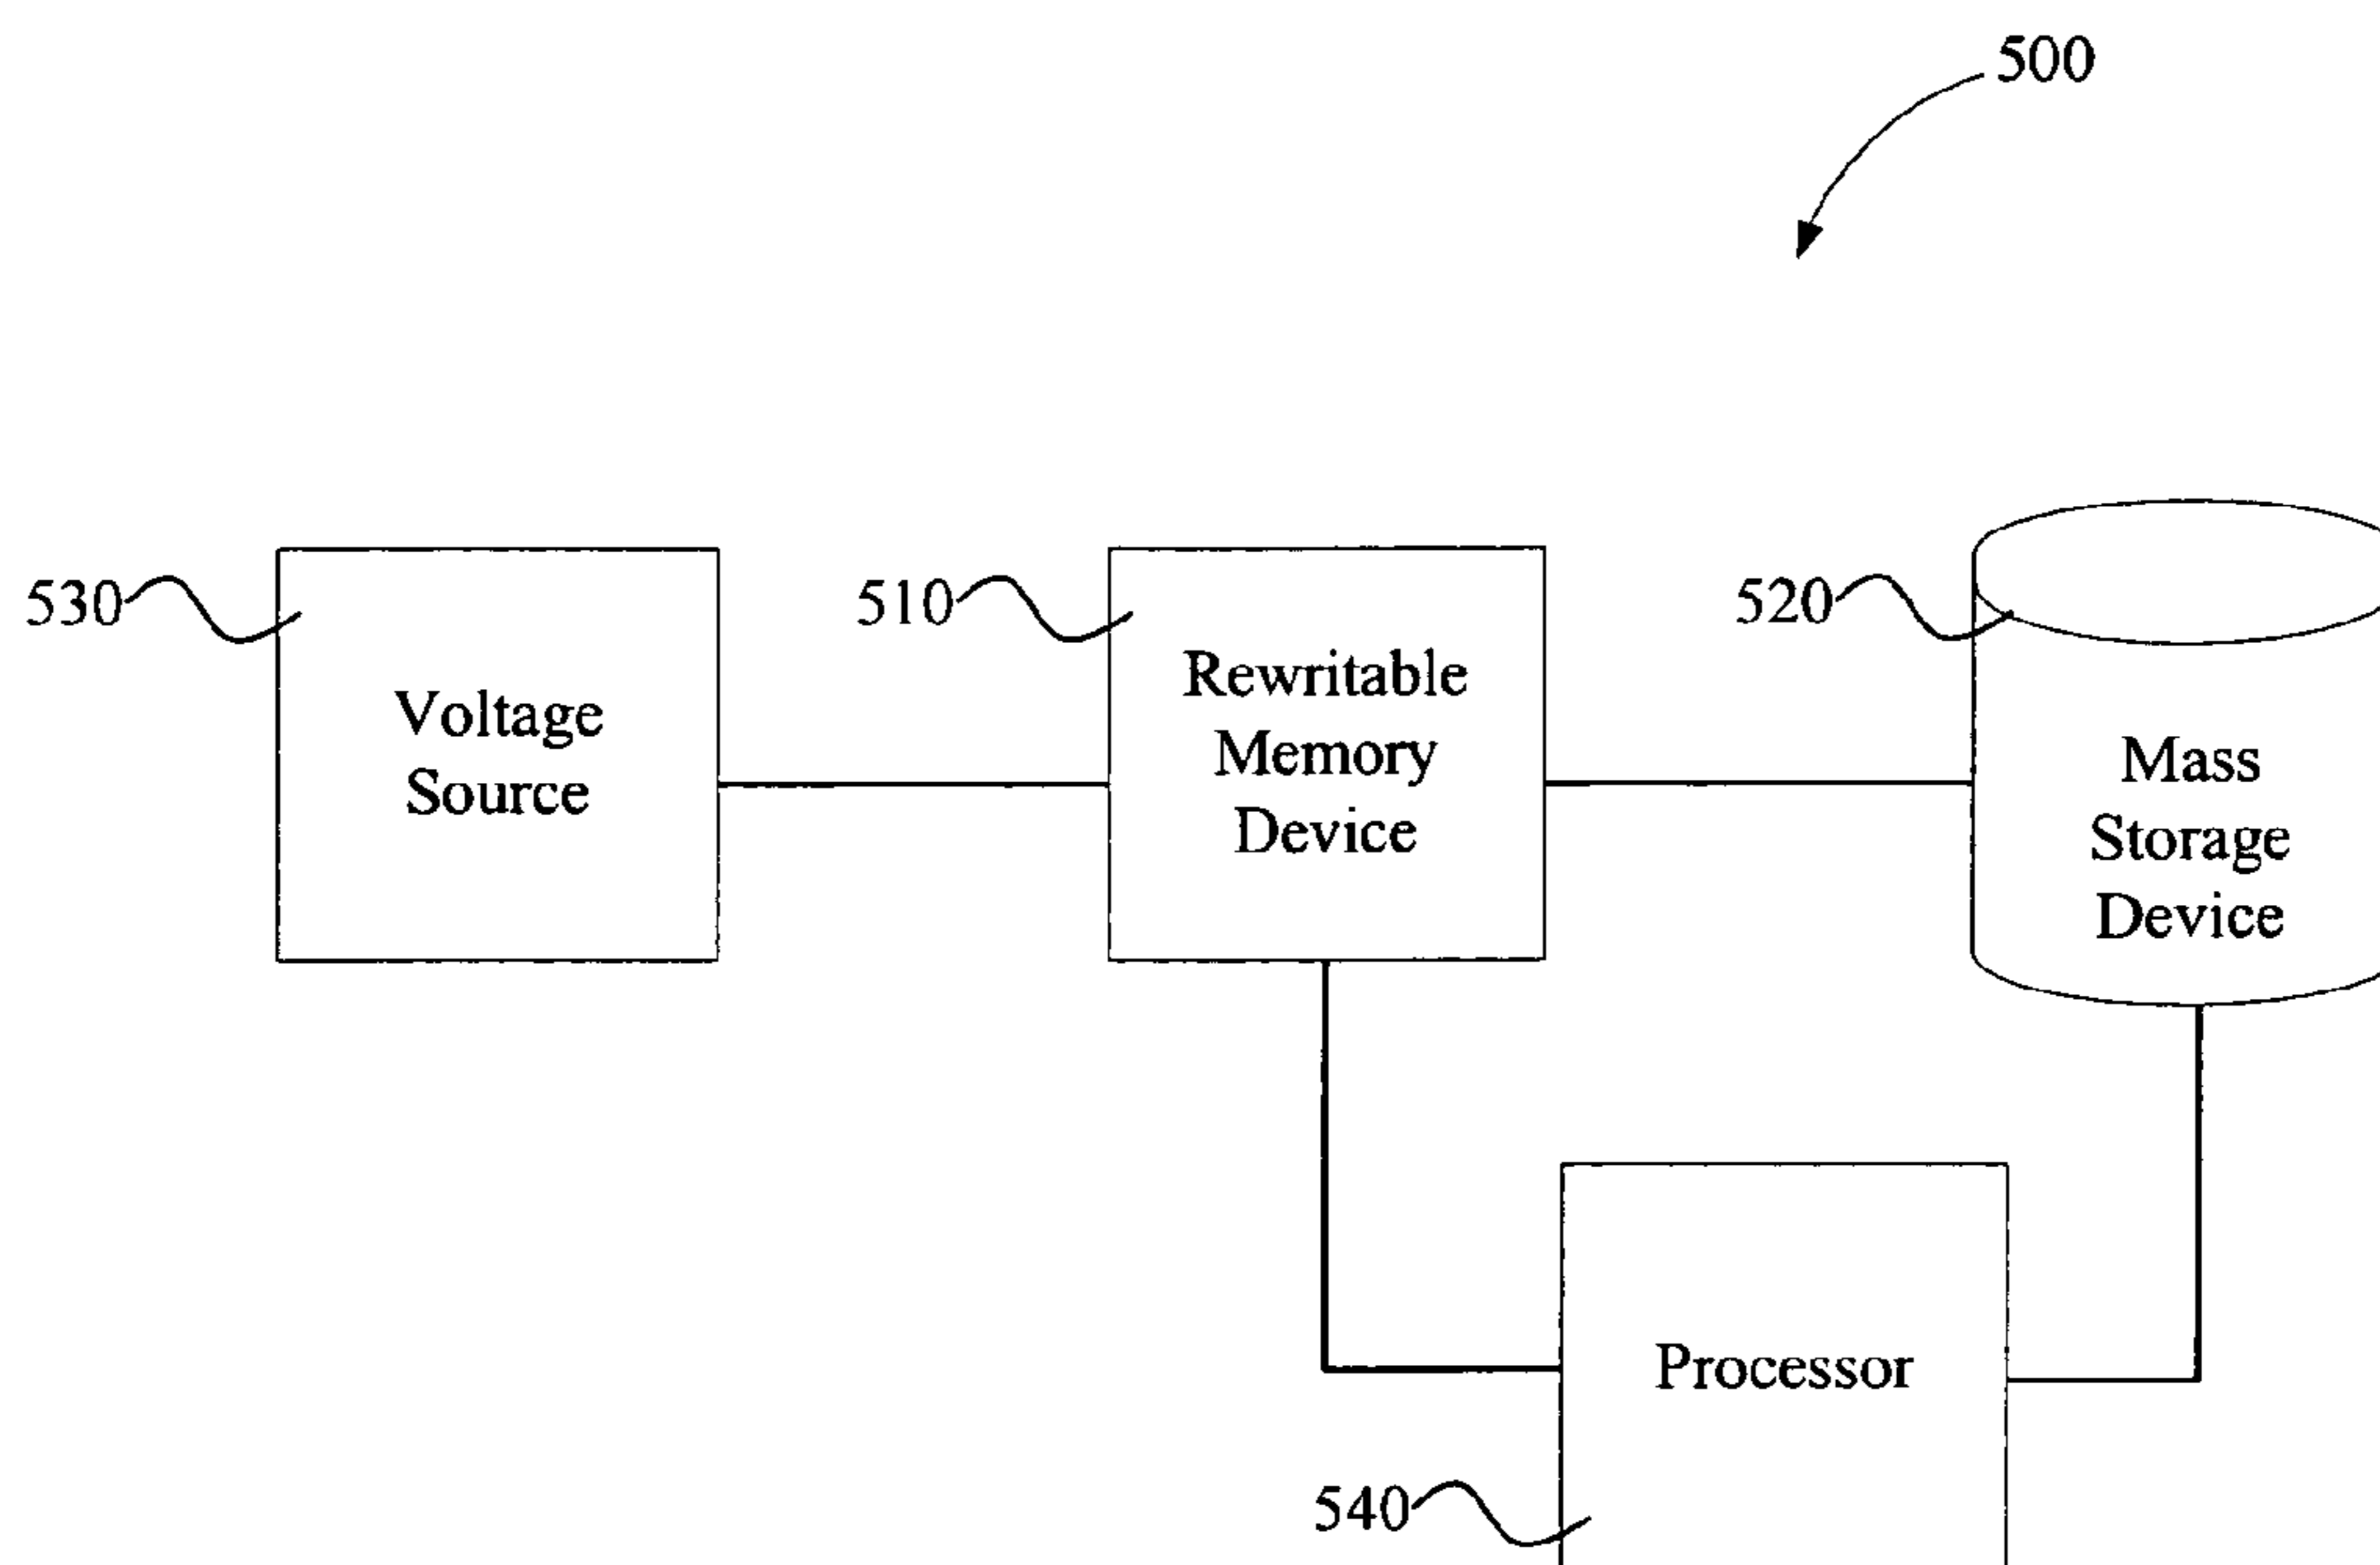 500
530
Voltage
Source
510
Rewritable
Memory
Device
520
Mass
Storage
Device
Processor
540